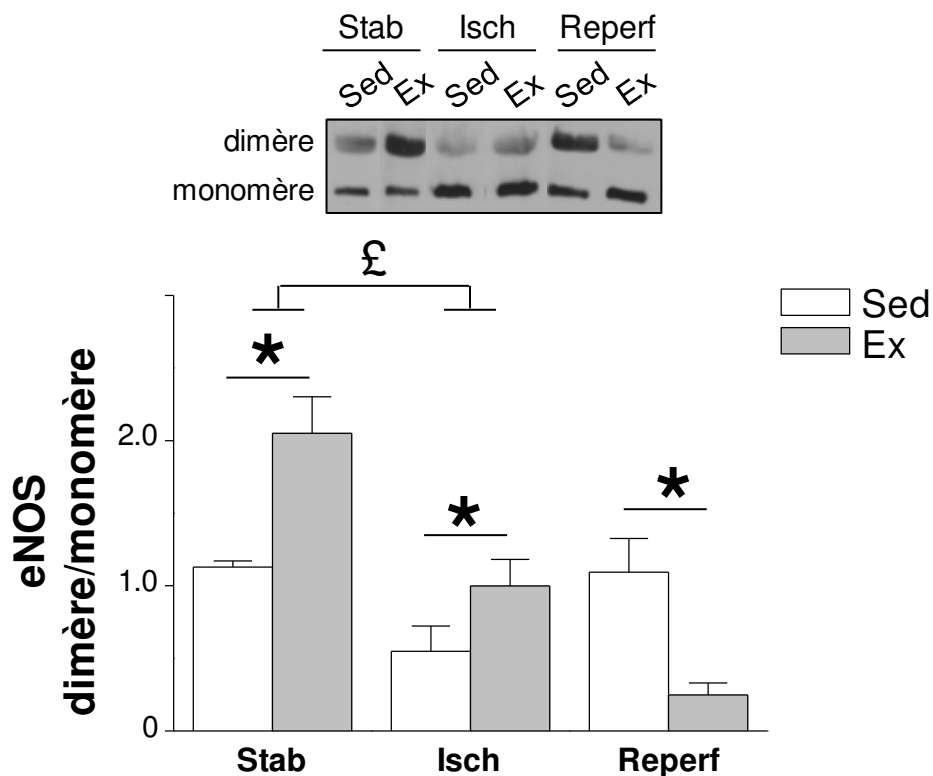 Stab Isch Reperf
Sed Ex Sed Ex Sed Ex
dimère
monomère
£
Sed
Ex
* * *
eNOS
dimère/monomère
2.0
1.0
0
Stab Isch Reperf